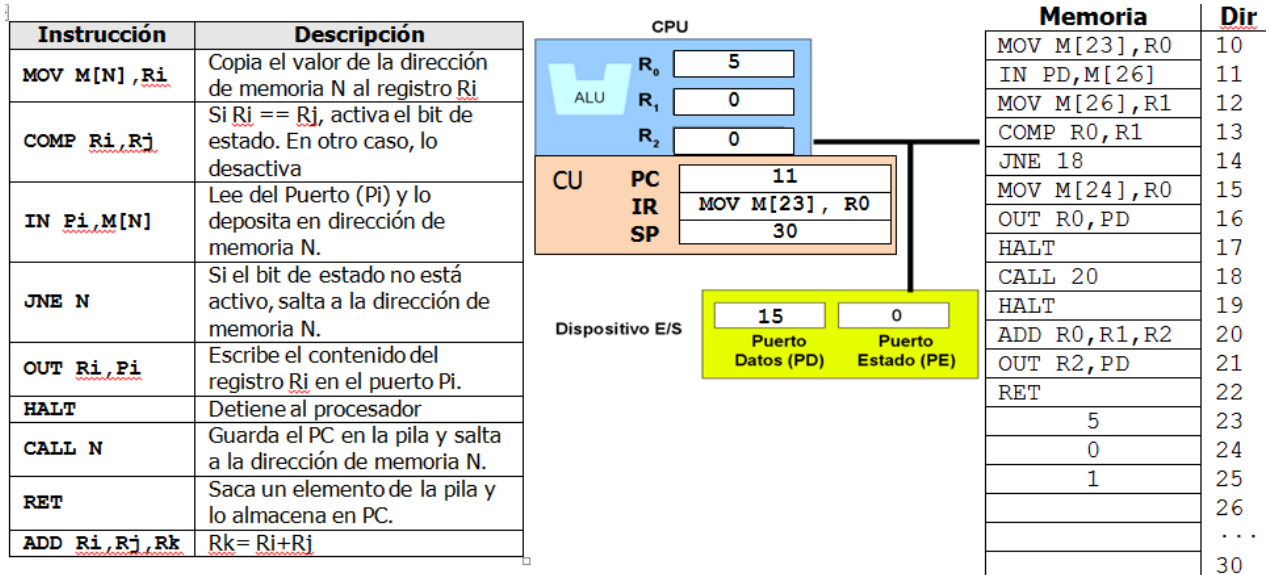 Instrucción Descripción
MOV M[N],Ri
Copia el valor de la dirección
de memoria N al registro Ri
COMP Ri,Rj
Si Ri == Rj, activa el bit de
estado. En otro caso, lo
desactiva
IN Pi,M[N]
Lee del Puerto (Pi) y lo
deposita en dirección de
memoria N.
JNE N
Si el bit de estado no está
activo, salta a la dirección de
memoria N.
OUT Ri,Pi
Escribe el contenido del
registro Ri en el puerto Pi.
HALT Detiene al procesador
CALL N
Guarda el PC en la pila y salta
a la dirección de memoria N.
RET
Saca un elemento de la pila y
lo almacena en PC.
ADD Ri,Rj,Rk Rk= Ri+Rj
CPU
ALU
R0 5
R1 0
R2 0
CU
PC 11
IR MOV M[23], R0
SP 30
Dispositivo E/S
15 0
Puerto Datos (PD)
Puerto Estado (PE)
Memoria Dir
MOV M[23],R0 10
IN PD,M[26] 11
MOV M[26],R1 12
COMP R0,R1 13
JNE 18 14
MOV M[24],R0 15
OUT R0,PD 16
HALT 17
CALL 20 18
HALT 19
ADD R0,R1,R2 20
OUT R2,PD 21
RET 22
5 23
0 24
1 25
26
...
30